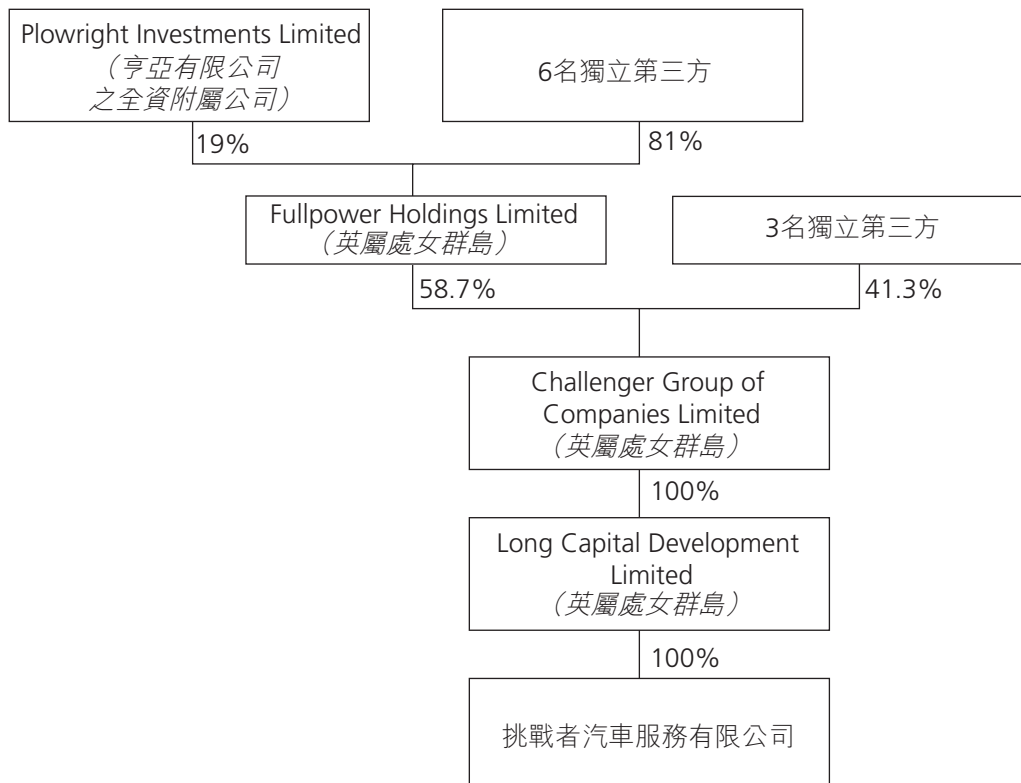 Plowright Investments Limited
（亨亞有限公司
之全資附屬公司）
6名獨立第三方
19%
81%
Fullpower Holdings Limited
（英屬處女群島）
3名獨立第三方
58.7%
41.3%
Challenger Group of
Companies Limited
（英屬處女群島）
100%
Long Capital Development
Limited
（英屬處女群島）
100%
挑戰者汽車服務有限公司